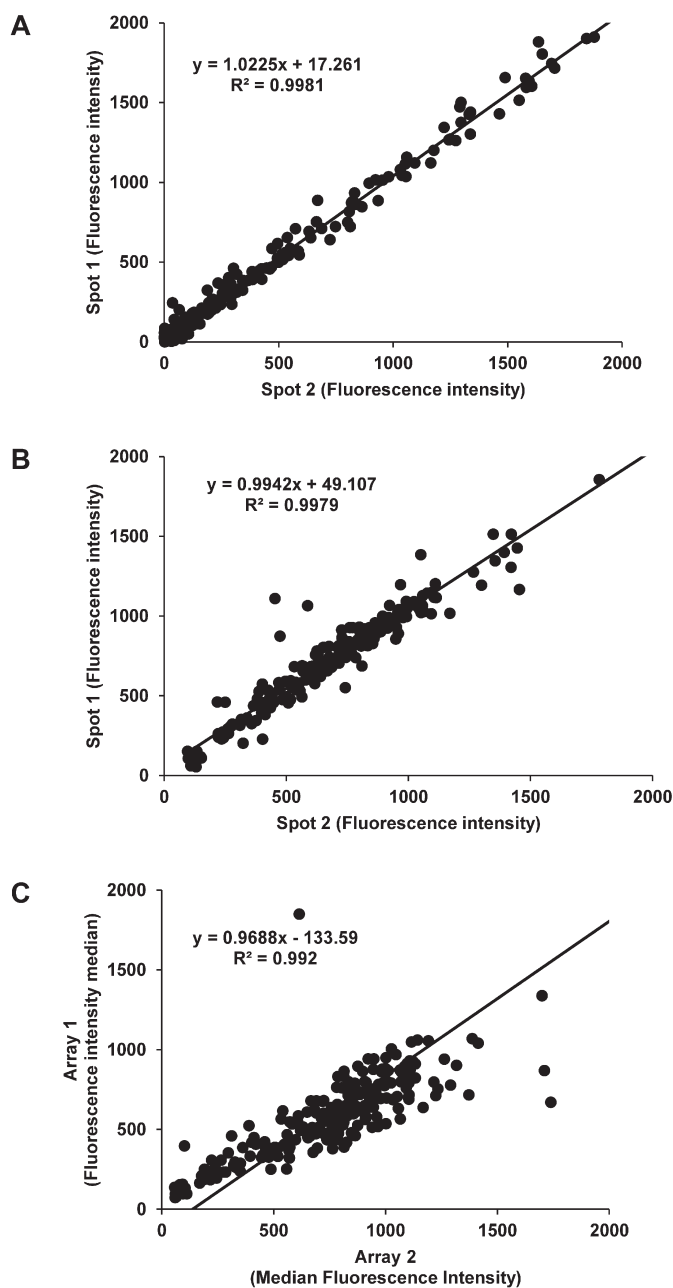 A
2000
1500
1000
500
0
Spot 1 (Fluorescence intensity)
y = 1.0225x + 17.261
R² = 0.9981
0 500 1000 1500 2000
Spot 2 (Fluorescence intensity)
B
2000
1500
1000
500
0
Spot 1 (Fluorescence intensity)
y = 0.9942x + 49.107
R² = 0.9979
0 500 1000 1500 2000
Spot 2 (Fluorescence intensity)
C
2000
1500
1000
500
0
Array 1
(Fluorescence intensity median)
y = 0.9688x - 133.59
R² = 0.992
0 500 1000 1500 2000
Array 2
(Median Fluorescence Intensity)